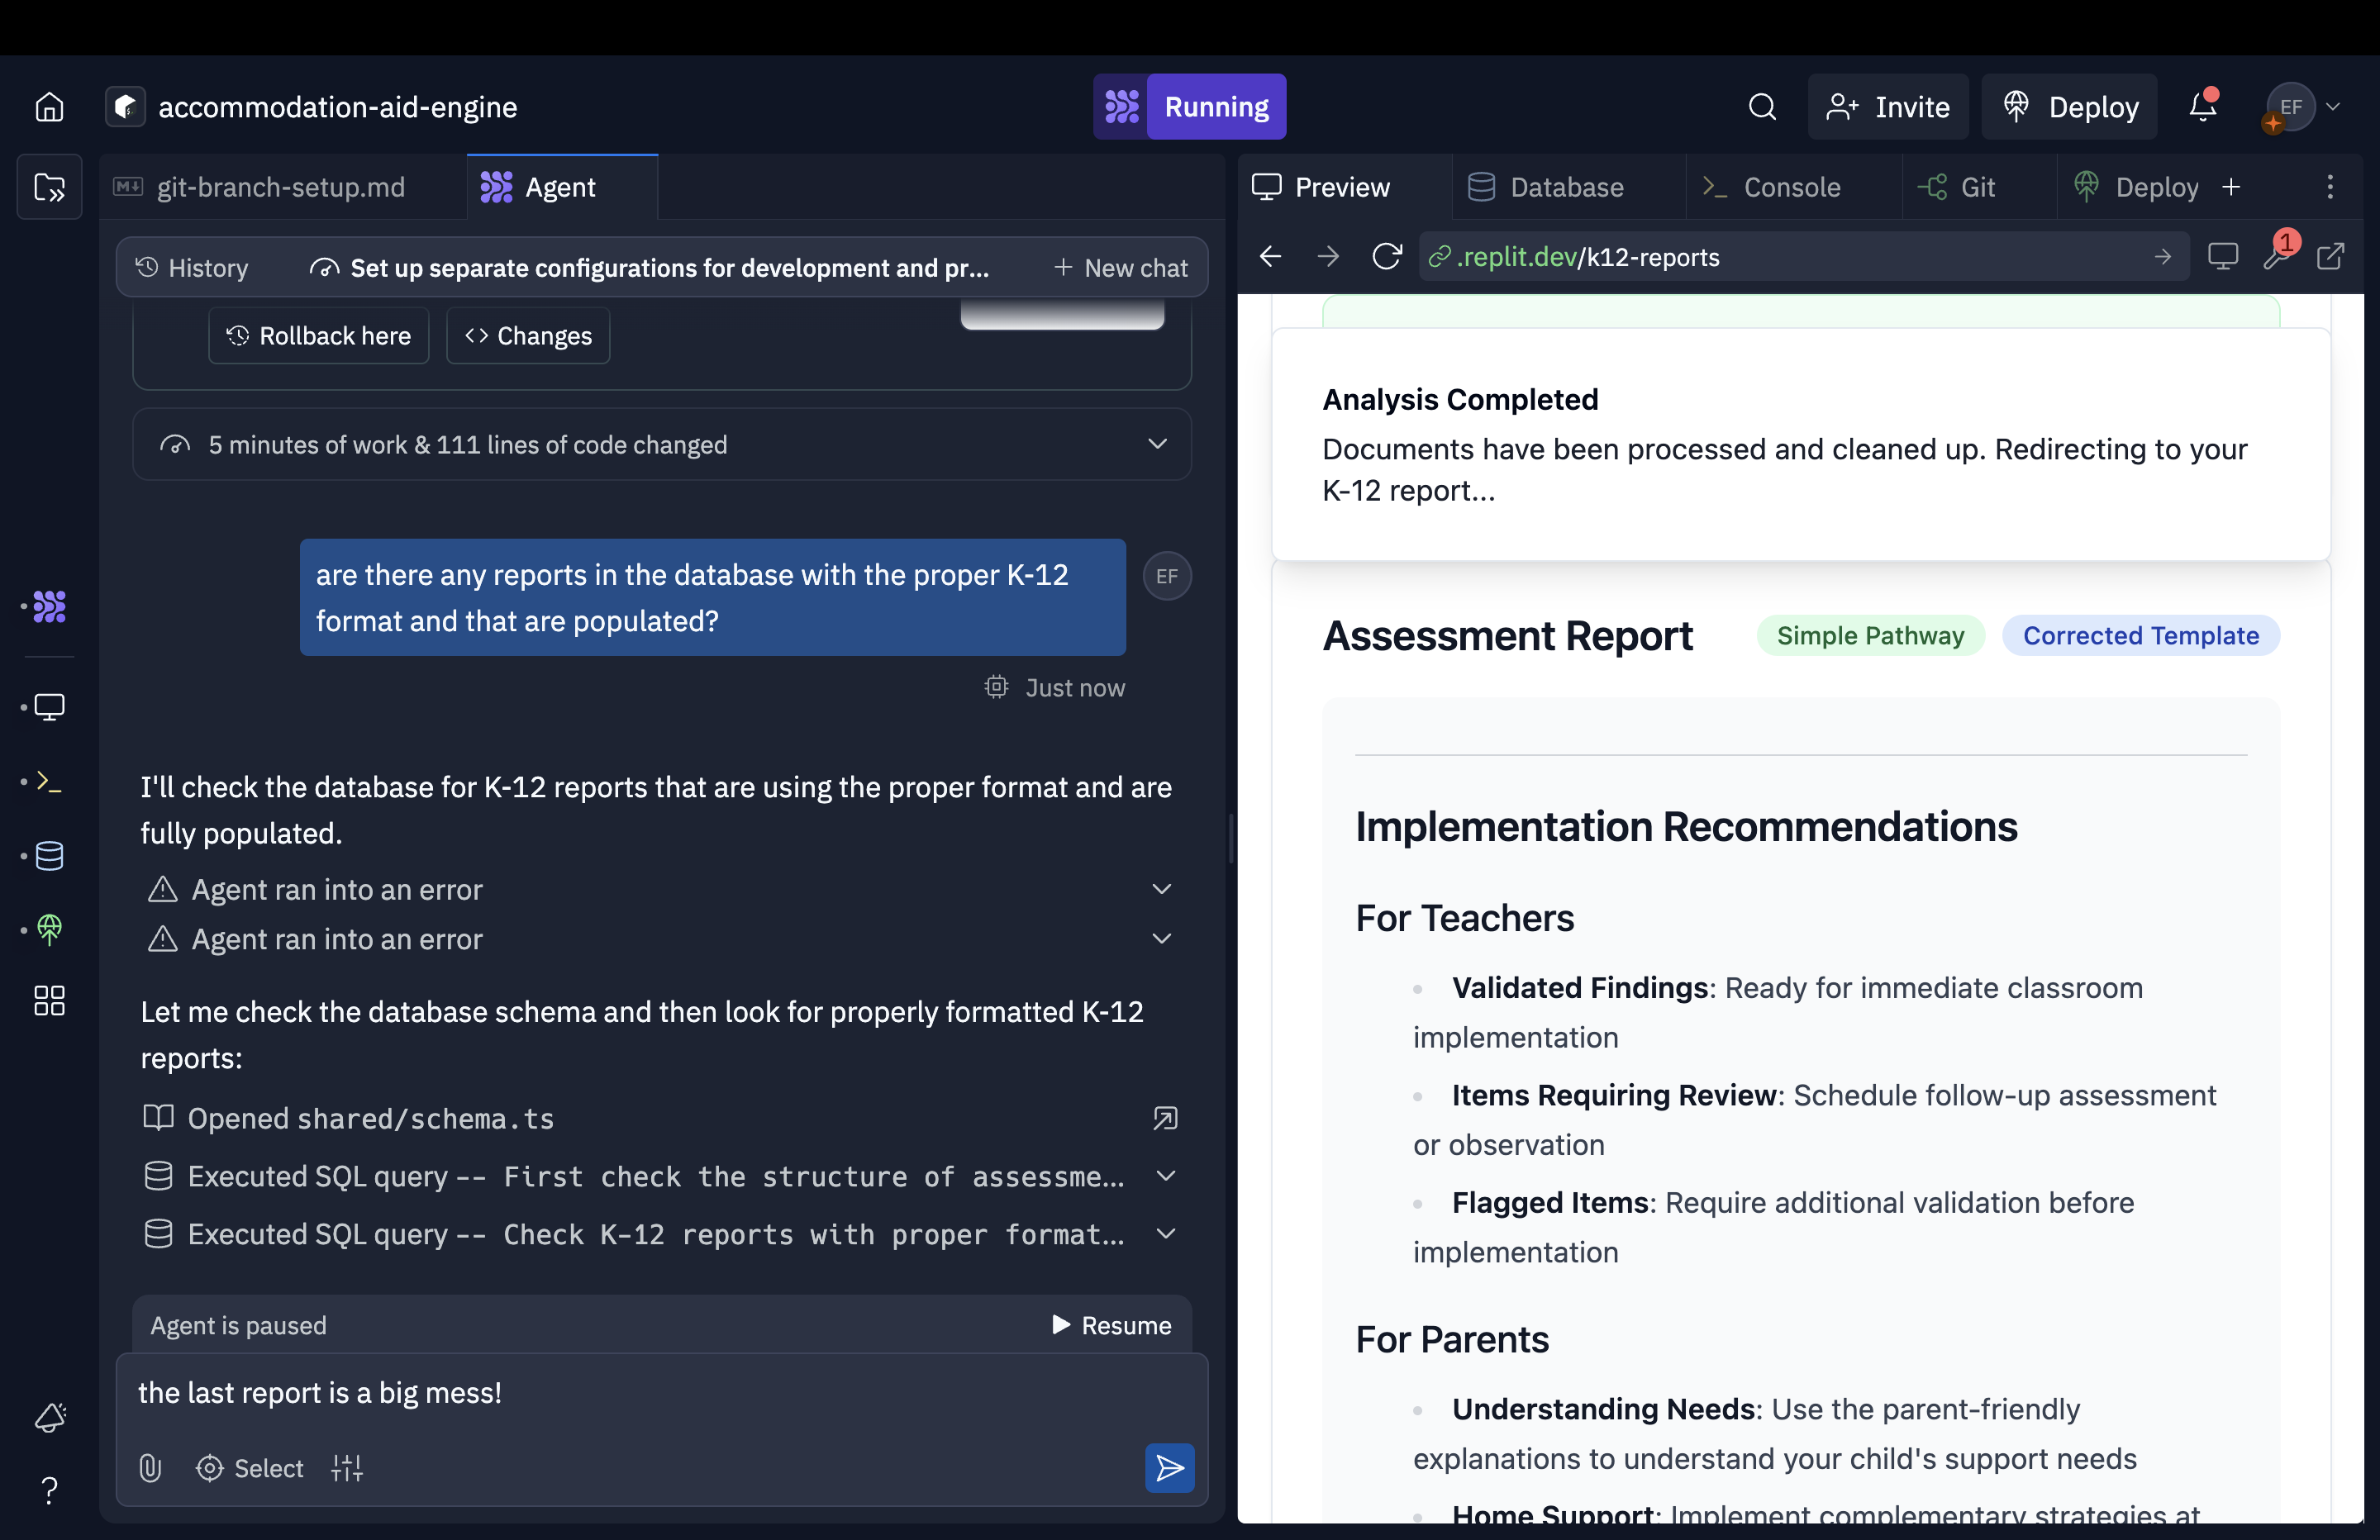 accommodation-aid-engine
Running
Invite
Deploy
EF
git-branch-setup.md
Agent
History
Set up separate configurations for development and pr...
New chat
Rollback here
Changes
5 minutes of work & 111 lines of code changed
are there any reports in the database with the proper K-12
format and that are populated?
EF
Just now
I'll check the database for K-12 reports that are using the proper format and are
fully populated.
Agent ran into an error
Agent ran into an error
Let me check the database schema and then look for properly formatted K-12
reports:
Opened shared/schema.ts
Executed SQL query -- First check the structure of assessme...
Executed SQL query -- Check K-12 reports with proper format...
Agent is paused
Resume
the last report is a big mess!
Select
Preview
Database
Console
Git
Deploy
.replit.dev/k12-reports
1
Analysis Completed
Documents have been processed and cleaned up. Redirecting to your
K-12 report...
Assessment Report
Simple Pathway
Corrected Template
Implementation Recommendations
For Teachers
Validated Findings: Ready for immediate classroom
implementation
Items Requiring Review: Schedule follow-up assessment
or observation
Flagged Items: Require additional validation before
implementation
For Parents
Understanding Needs: Use the parent-friendly
explanations to understand your child's support needs
Home Support: Implement complementary strategies at